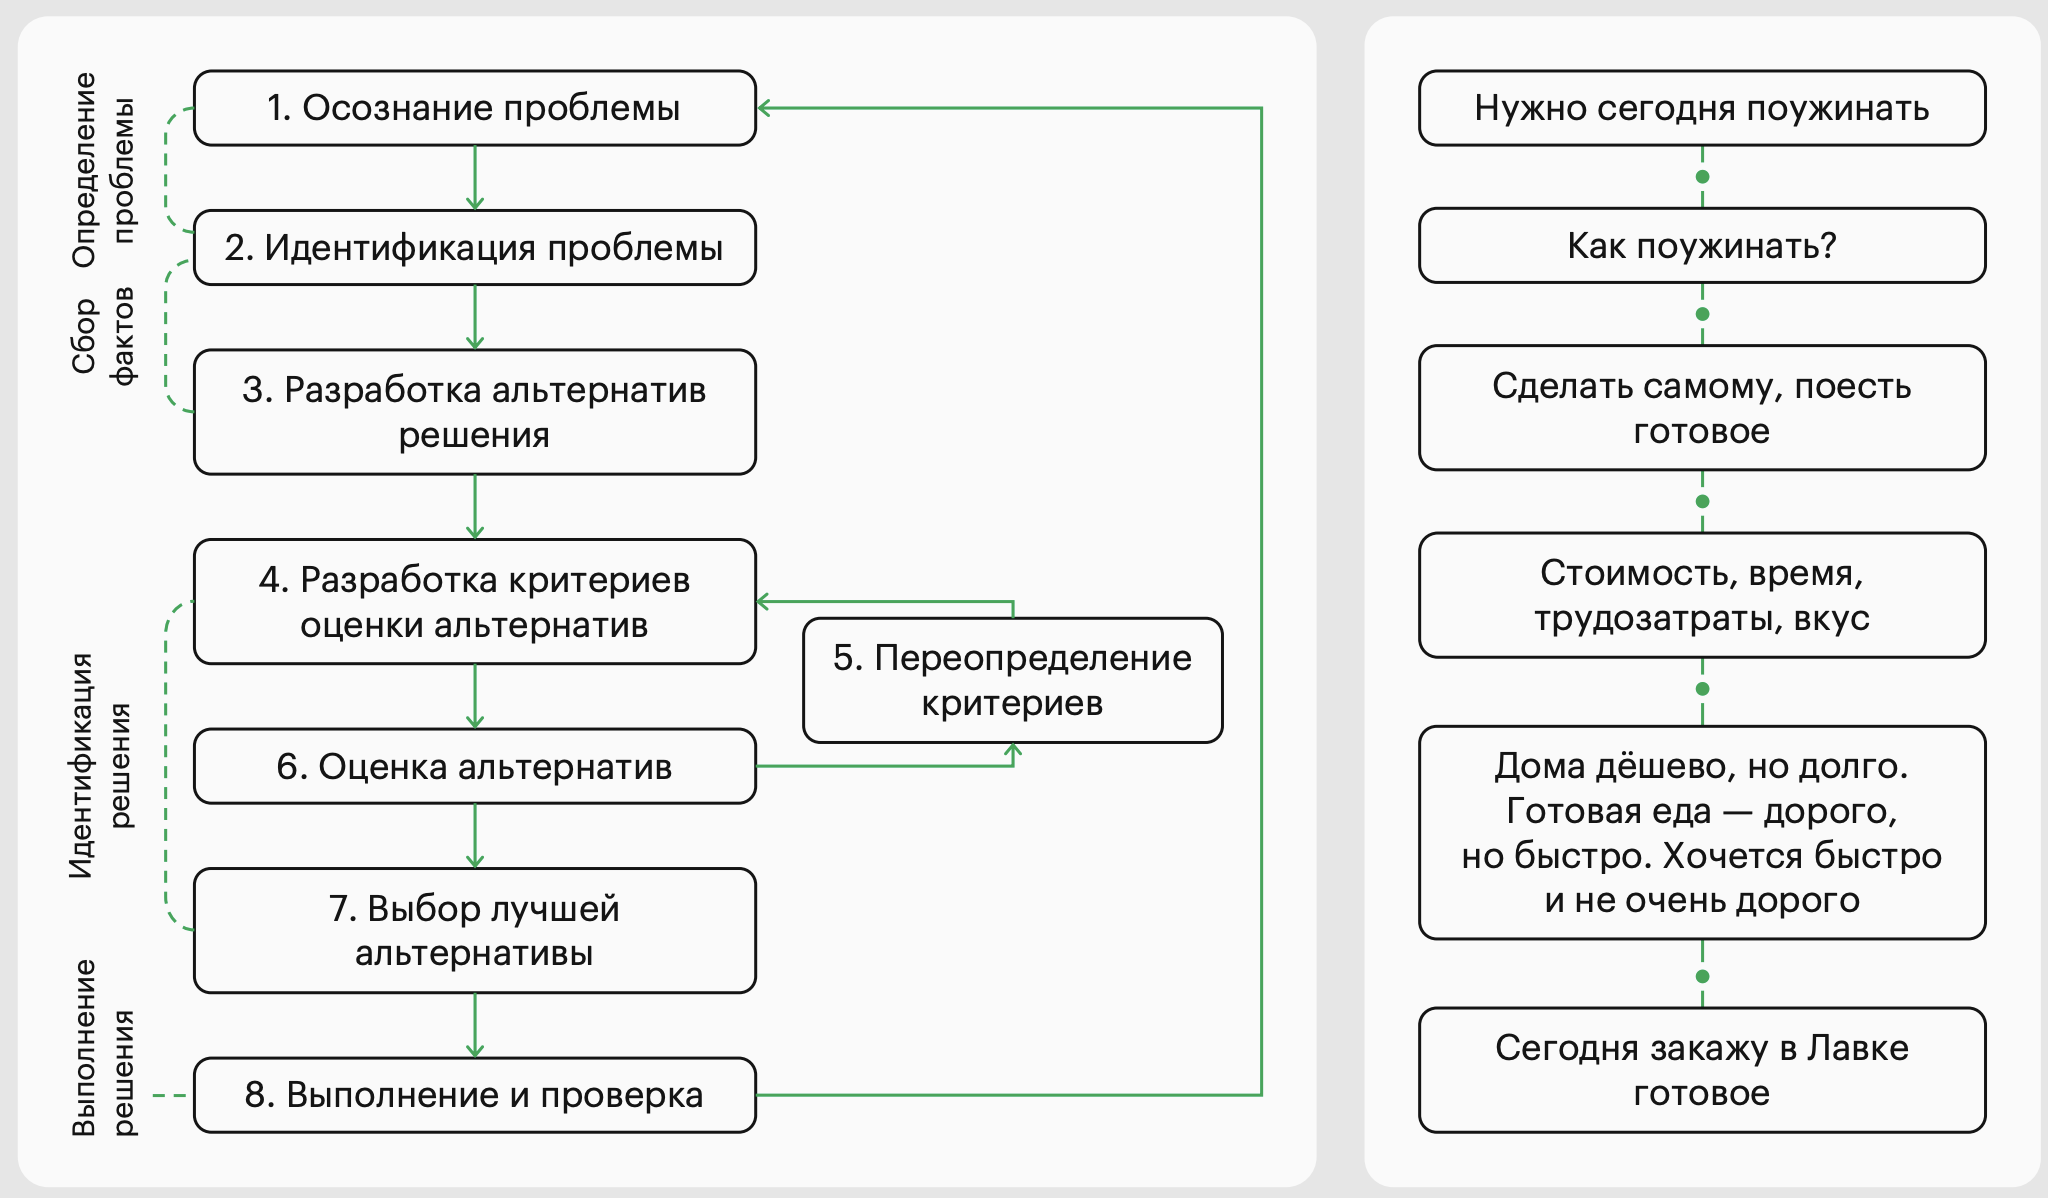 Определение
проблемы
1. Осознание проблемы
2. Идентификация проблемы
Сбор
фактов
3. Разработка альтернатив
решения
Идентификация
решения
4. Разработка критериев
оценки альтернатив
5. Переопределение
критериев
6. Оценка альтернатив
7. Выбор лучшей
альтернативы
Выполнение
решения
8. Выполнение и проверка
Нужно сегодня поужинать
Как поужинать?
Сделать самому, поесть
готовое
Стоимость, время,
трудозатраты, вкус
Дома дёшево, но долго.
Готовая еда — дорого,
но быстро. Хочется быстро
и не очень дорого
Сегодня закажу в Лавке
готовое